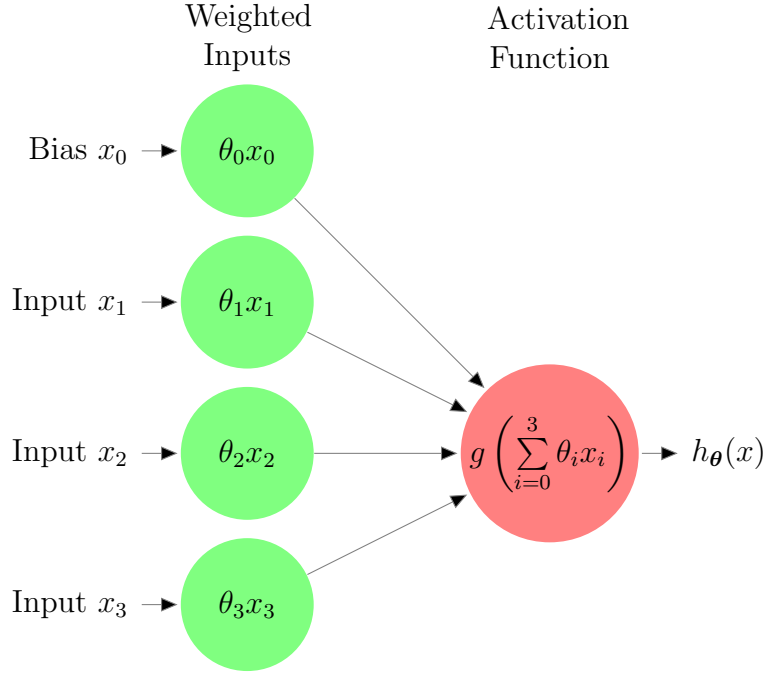 Weighted
Inputs
Activation
Function
Bias x₀
θ₀x₀
Input x₁
θ₁x₁
Input x₂
θ₂x₂
g ( ∑_{i=0}^{3} θᵢxᵢ )
h_𝜽(x)
Input x₃
θ₃x₃